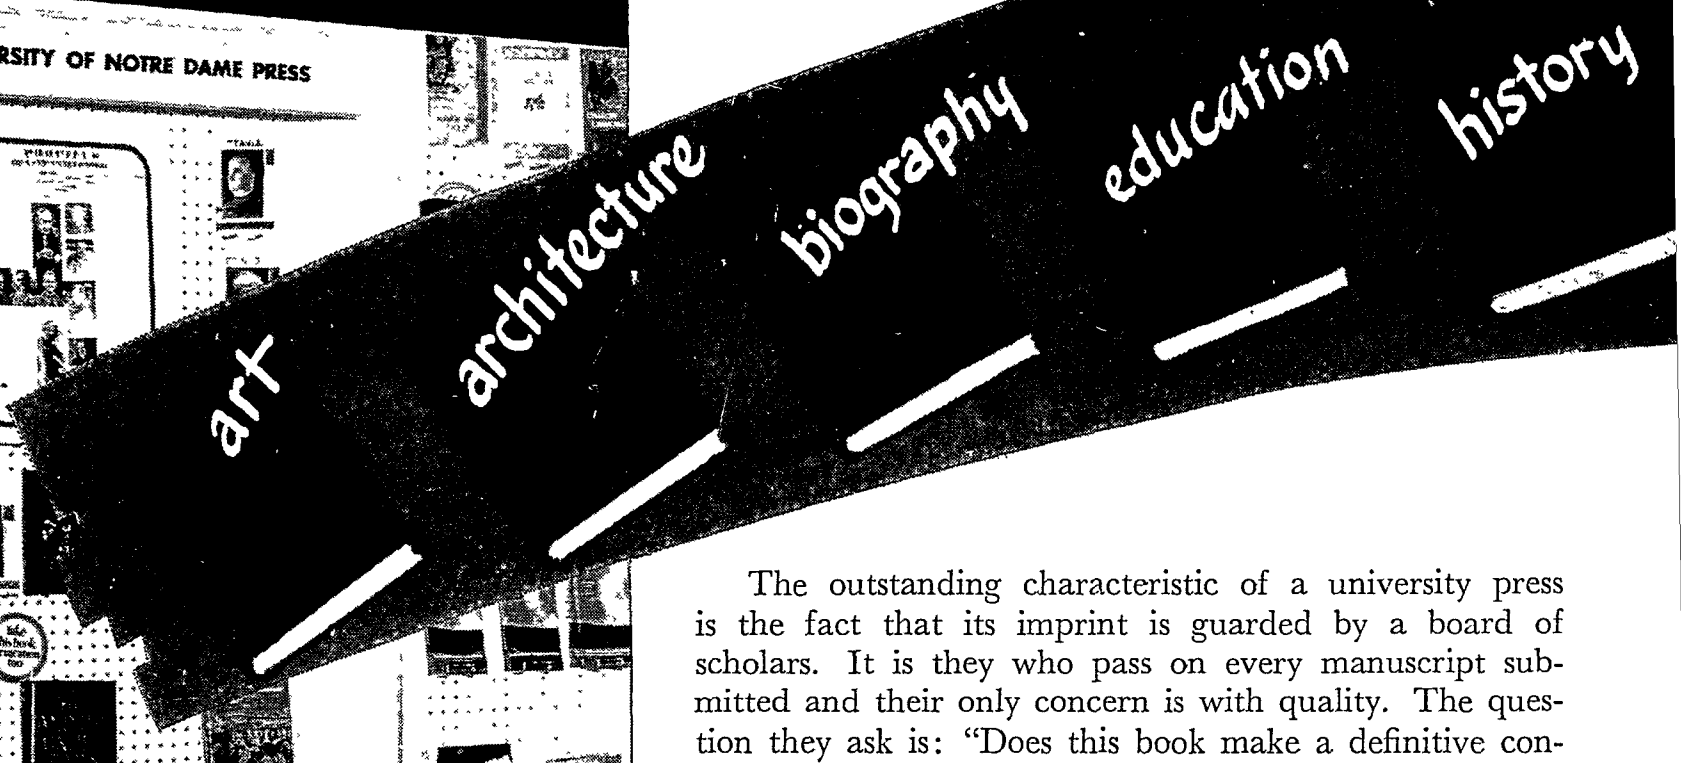 RSITY OF NOTRE DAME PRESS
art
architecture
biography
education
history
The outstanding characteristic of a university press
is the fact that its imprint is guarded by a board of
scholars. It is they who pass on every manuscript sub-
mitted and their only concern is with quality. The ques-
tion they ask is: “Does this book make a definitive con-